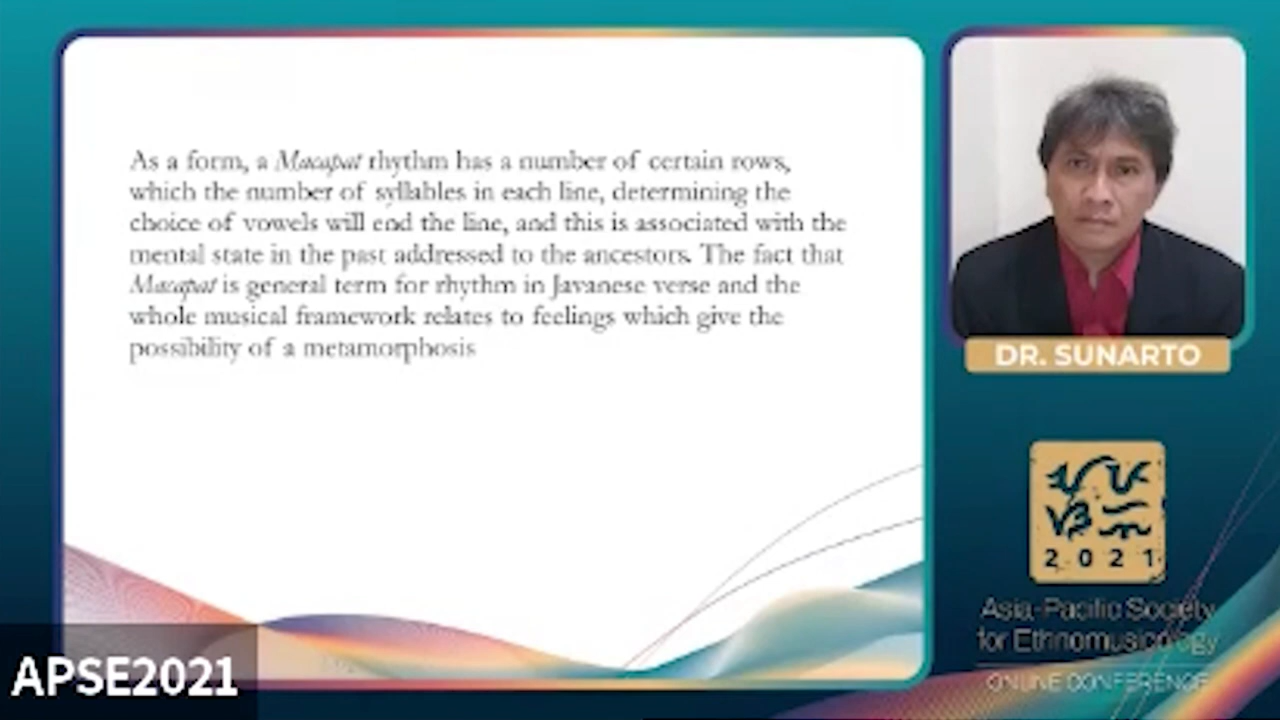 As a form, a Macapat rhythm has a number of certain rows,
which the number of syllables in each line, determining the
choice of vowels will end the line, and this is associated with the
mental state in the past addressed to the ancestors. The fact that
Macapat is general term for rhythm in Javanese verse and the
whole musical framework relates to feelings which give the
possibility of a metamorphosis
DR. SUNARTO
2021
Asia-Pacific Society
for Ethnomusicology
ONLINE CONFERENCE
APSE2021